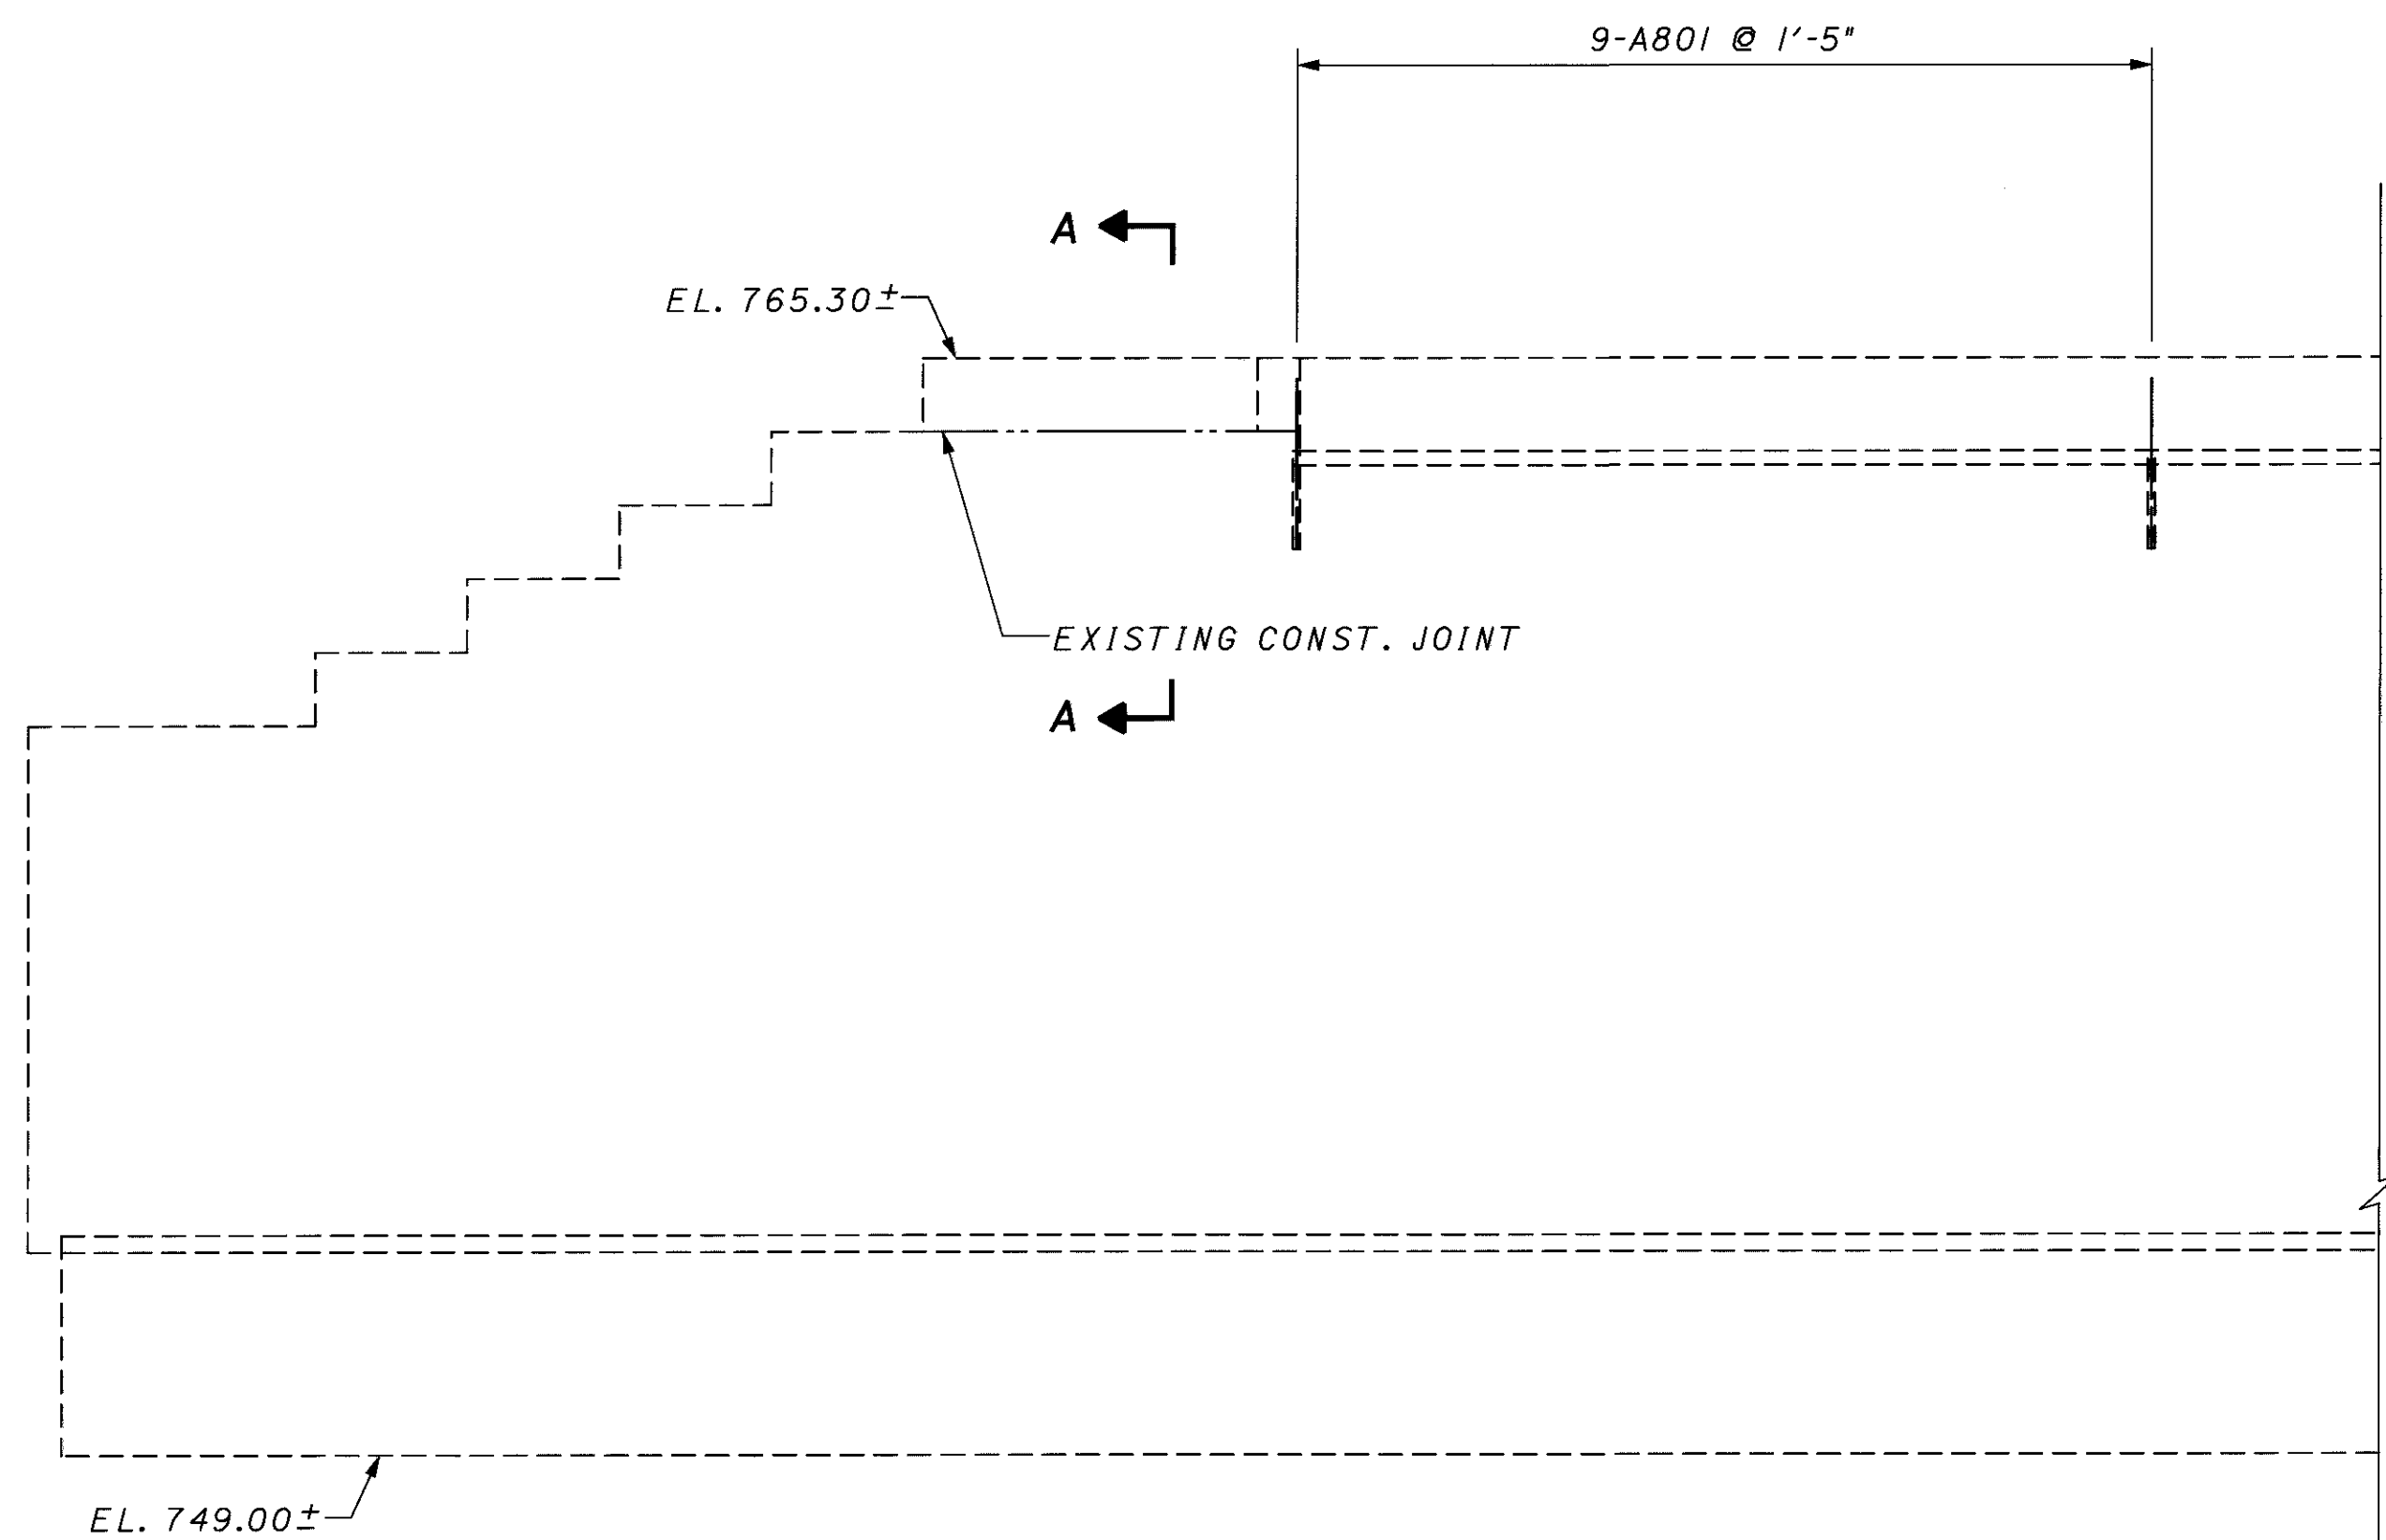 9-A801 @ 1'-5"
A
EL. 765.30±
EXISTING CONST. JOINT
A
EL. 749.00±